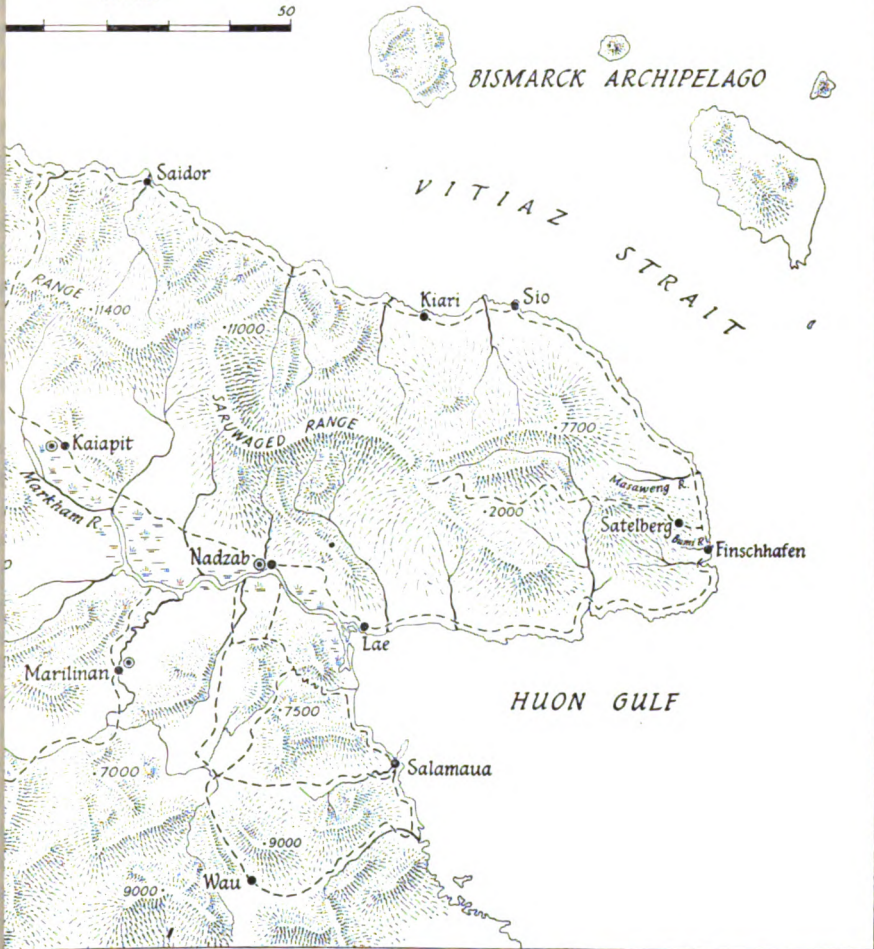 50
BISMARCK ARCHIPELAGO
Saidor
VITIAZ STRAIT
RANGE
11400
11000
Kiari
Sio
SARUWAGED RANGE
7700
Kaiapit
Markham R.
Masaweng R.
2000
Satelberg
Bumi R.
Finschhafen
Nadzab
Lae
Marilinan
HUON GULF
7500
7000
Salamaua
9000
Wau
9000